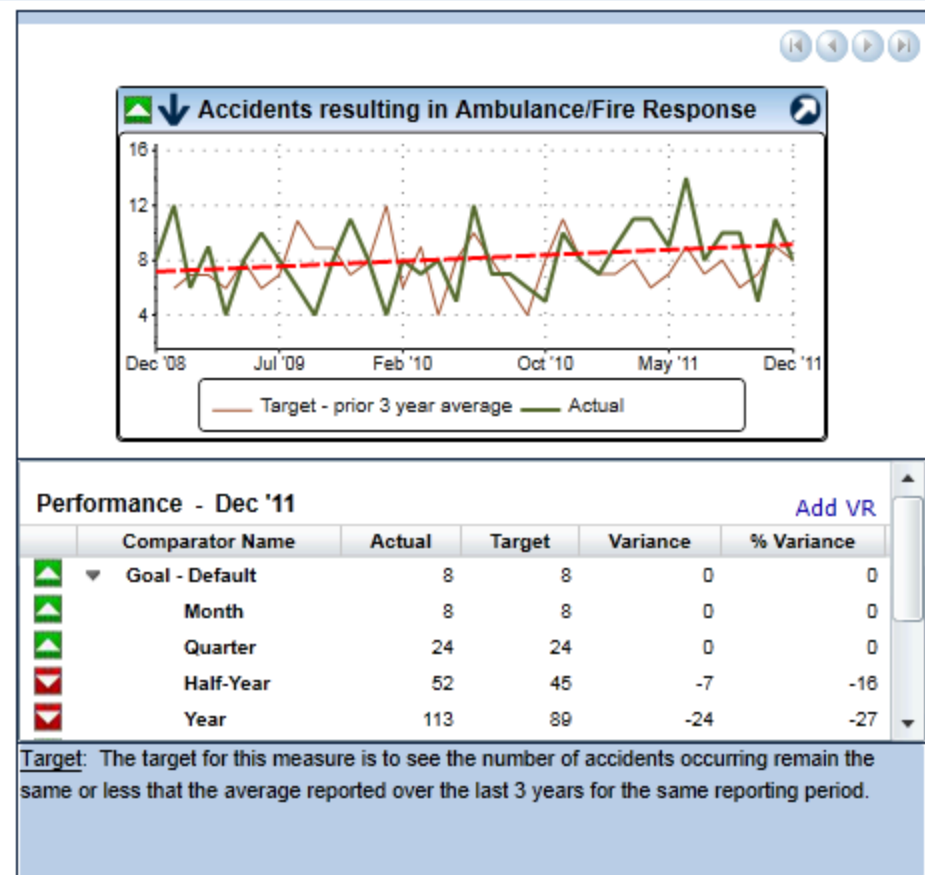 Accidents resulting in Ambulance/Fire Response
16
12
8
4
Dec '08 Jul '09 Feb '10 Oct '10 May '11 Dec '11
Target - prior 3 year average Actual
Performance - Dec '11 Add VR
Comparator Name Actual Target Variance % Variance
Goal - Default 8 8 0 0
Month 8 8 0 0
Quarter 24 24 0 0
Half-Year 52 45 -7 -16
Year 113 89 -24 -27
Target: The target for this measure is to see the number of accidents occurring remain the
same or less that the average reported over the last 3 years for the same reporting period.